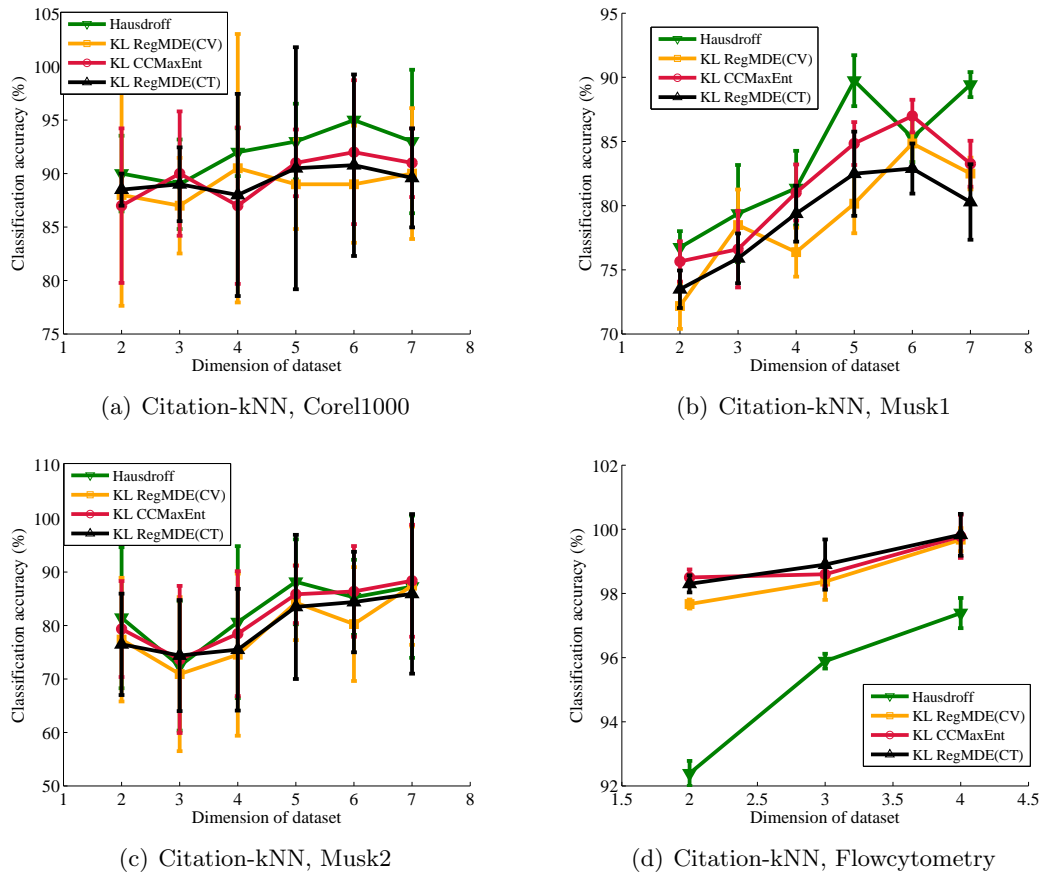 105
100
95
90
85
80
75
Classification accuracy (%)
Hausdroff
KL RegMDE(CV)
KL CCMaxEnt
KL RegMDE(CT)
1 2 3 4 5 6 7 8
Dimension of dataset
(a) Citation-kNN, Corel1000
95
90
85
80
75
70
Classification accuracy (%)
Hausdroff
KL RegMDE(CV)
KL CCMaxEnt
KL RegMDE(CT)
1 2 3 4 5 6 7 8
Dimension of dataset
(b) Citation-kNN, Musk1
110
100
90
80
70
60
50
Classification accuracy (%)
Hausdroff
KL RegMDE(CV)
KL CCMaxEnt
KL RegMDE(CT)
1 2 3 4 5 6 7 8
Dimension of dataset
(c) Citation-kNN, Musk2
102
100
98
96
94
92
Classification accuracy (%)
Hausdroff
KL RegMDE(CV)
KL CCMaxEnt
KL RegMDE(CT)
1.5 2 2.5 3 3.5 4 4.5
Dimension of dataset
(d) Citation-kNN, Flowcytometry